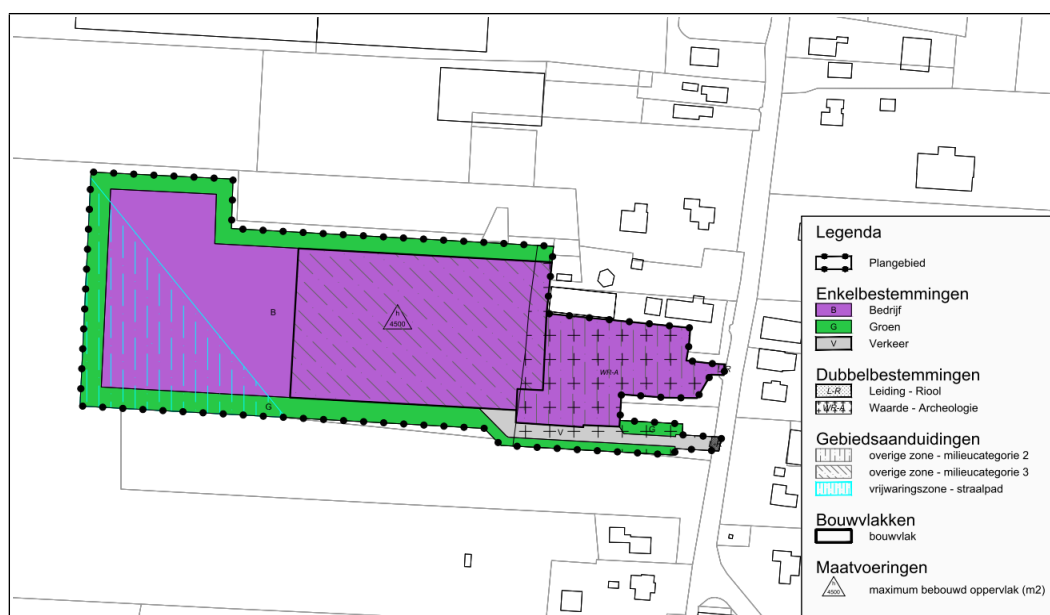 B
h
4500
WR-A
G
V
G
Legenda
Plangebied
Enkelbestemmingen
B Bedrijf
G Groen
V Verkeer
Dubbelbestemmingen
L-R Leiding - Riool
WR-A Waarde - Archeologie
Gebiedsaanduidingen
overige zone - milieucategorie 2
overige zone - milieucategorie 3
vrijwaringszone - straalpad
Bouwvlakken
bouwvlak
Maatvoeringen
h
4500 maximum bebouwd oppervlak (m2)